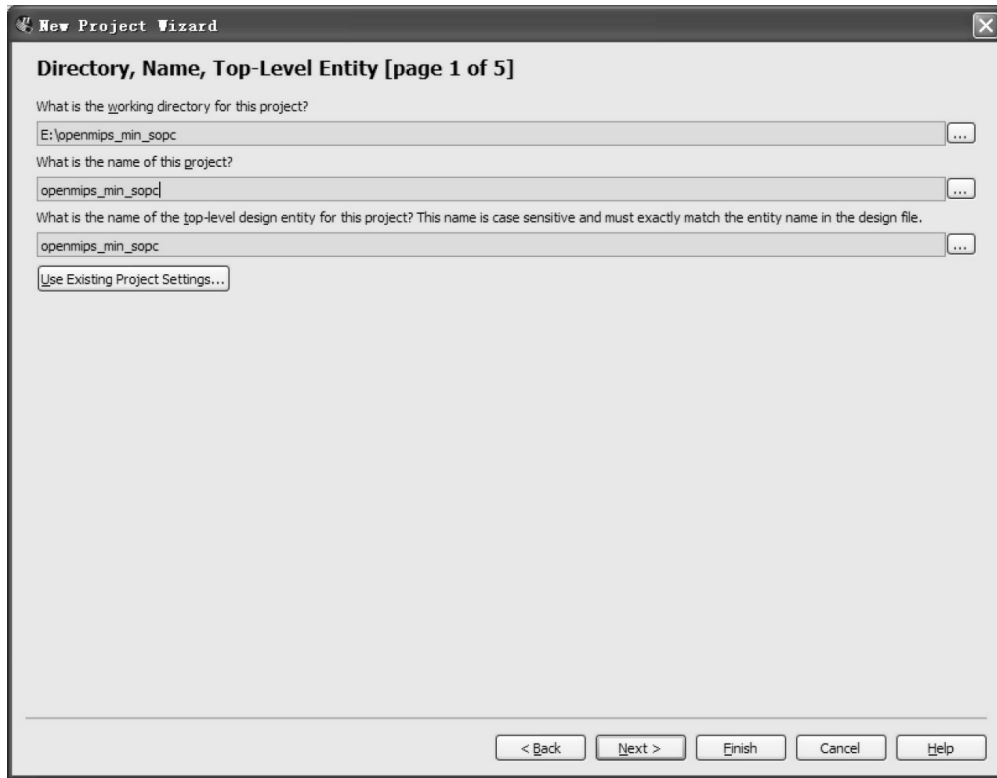 New Project Wizard
Directory, Name, Top-Level Entity [page 1 of 5]
What is the working directory for this project?
E:\openmips_min_sopc
...
What is the name of this project?
openmips_min_sopc
...
What is the name of the top-level design entity for this project? This name is case sensitive and must exactly match the entity name in the design file.
openmips_min_sopc
...
Use Existing Project Settings...
< Back Next > Finish Cancel Help